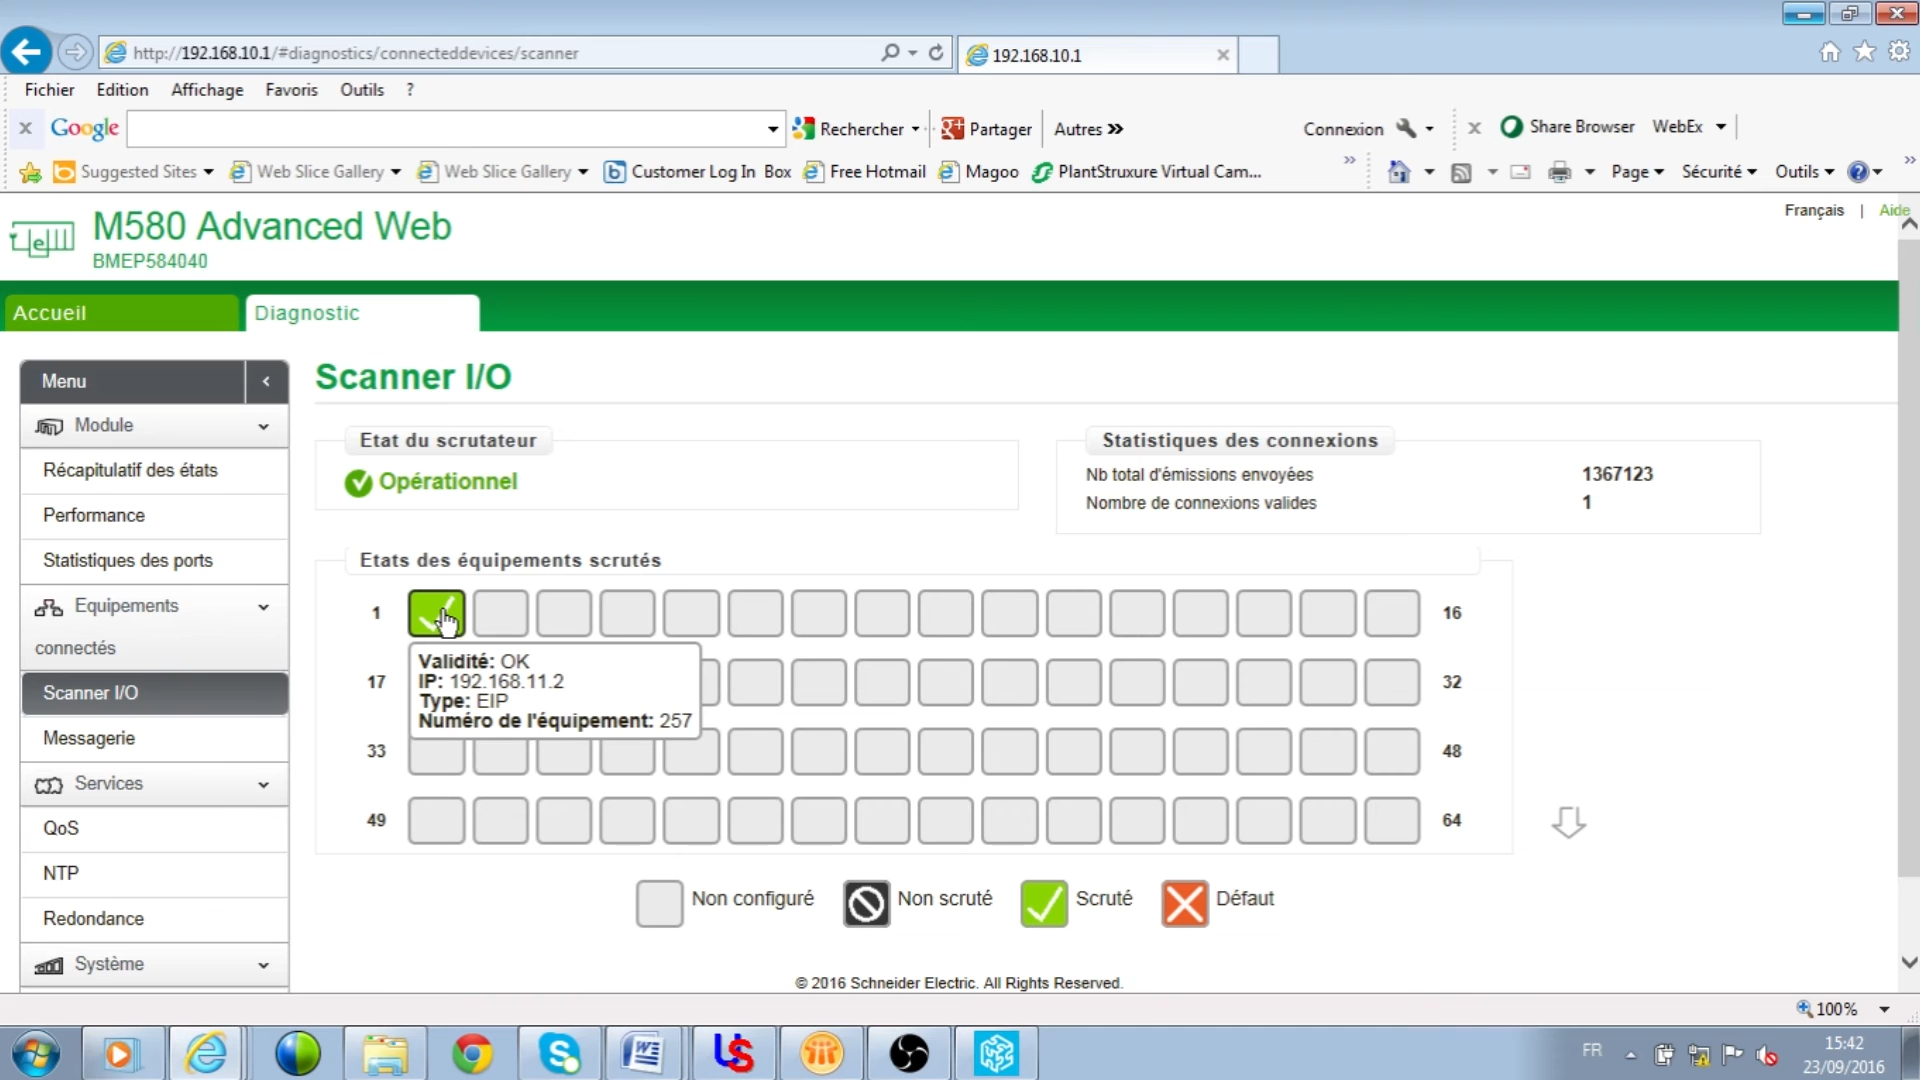 http://192.168.10.1/#diagnostics/connecteddevices/scanner
192.168.10.1
Fichier Edition Affichage Favoris Outils ?
x Google Rechercher Partager Autres Connexion x Share Browser WebEx
Suggested Sites Web Slice Gallery Web Slice Gallery Customer Log In Box Free Hotmail Magoo PlantStruxure Virtual Cam... Page Sécurité Outils
Français | Aide
M580 Advanced Web
BMEP584040
Accueil Diagnostic
Menu
Module
Récapitulatif des états
Performance
Statistiques des ports
Equipements
connectés
Scanner I/O
Messagerie
Services
QoS
NTP
Redondance
Système
Scanner I/O
Etat du scrutateur
Opérationnel
Statistiques des connexions
Nb total d'émissions envoyées 1367123
Nombre de connexions valides 1
Etats des équipements scrutés
1 16
Validité: OK
IP: 192.168.11.2
Type: EIP
Numéro de l'équipement: 257
17 32
33 48
49 64
Non configuré Non scruté Scruté Défaut
© 2016 Schneider Electric. All Rights Reserved.
100%
FR
15:42
23/09/2016